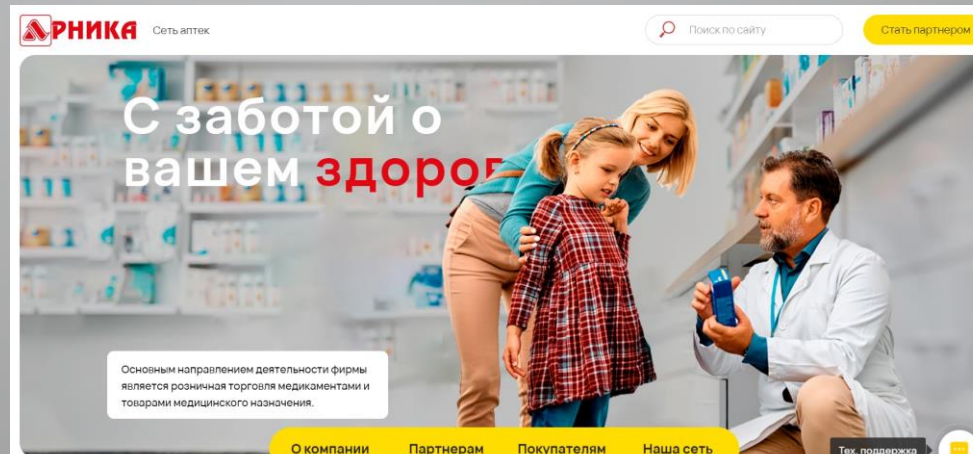 АРНИКА
Сеть аптек
Поиск по сайту
Стать партнером
С заботой о
вашем здоров
Основным направлением деятельности фирмы
является розничная торговля медикаментами и
товарами медицинского назначения.
О компании
Партнерам
Покупателям
Наша сеть
Тех. поддержка